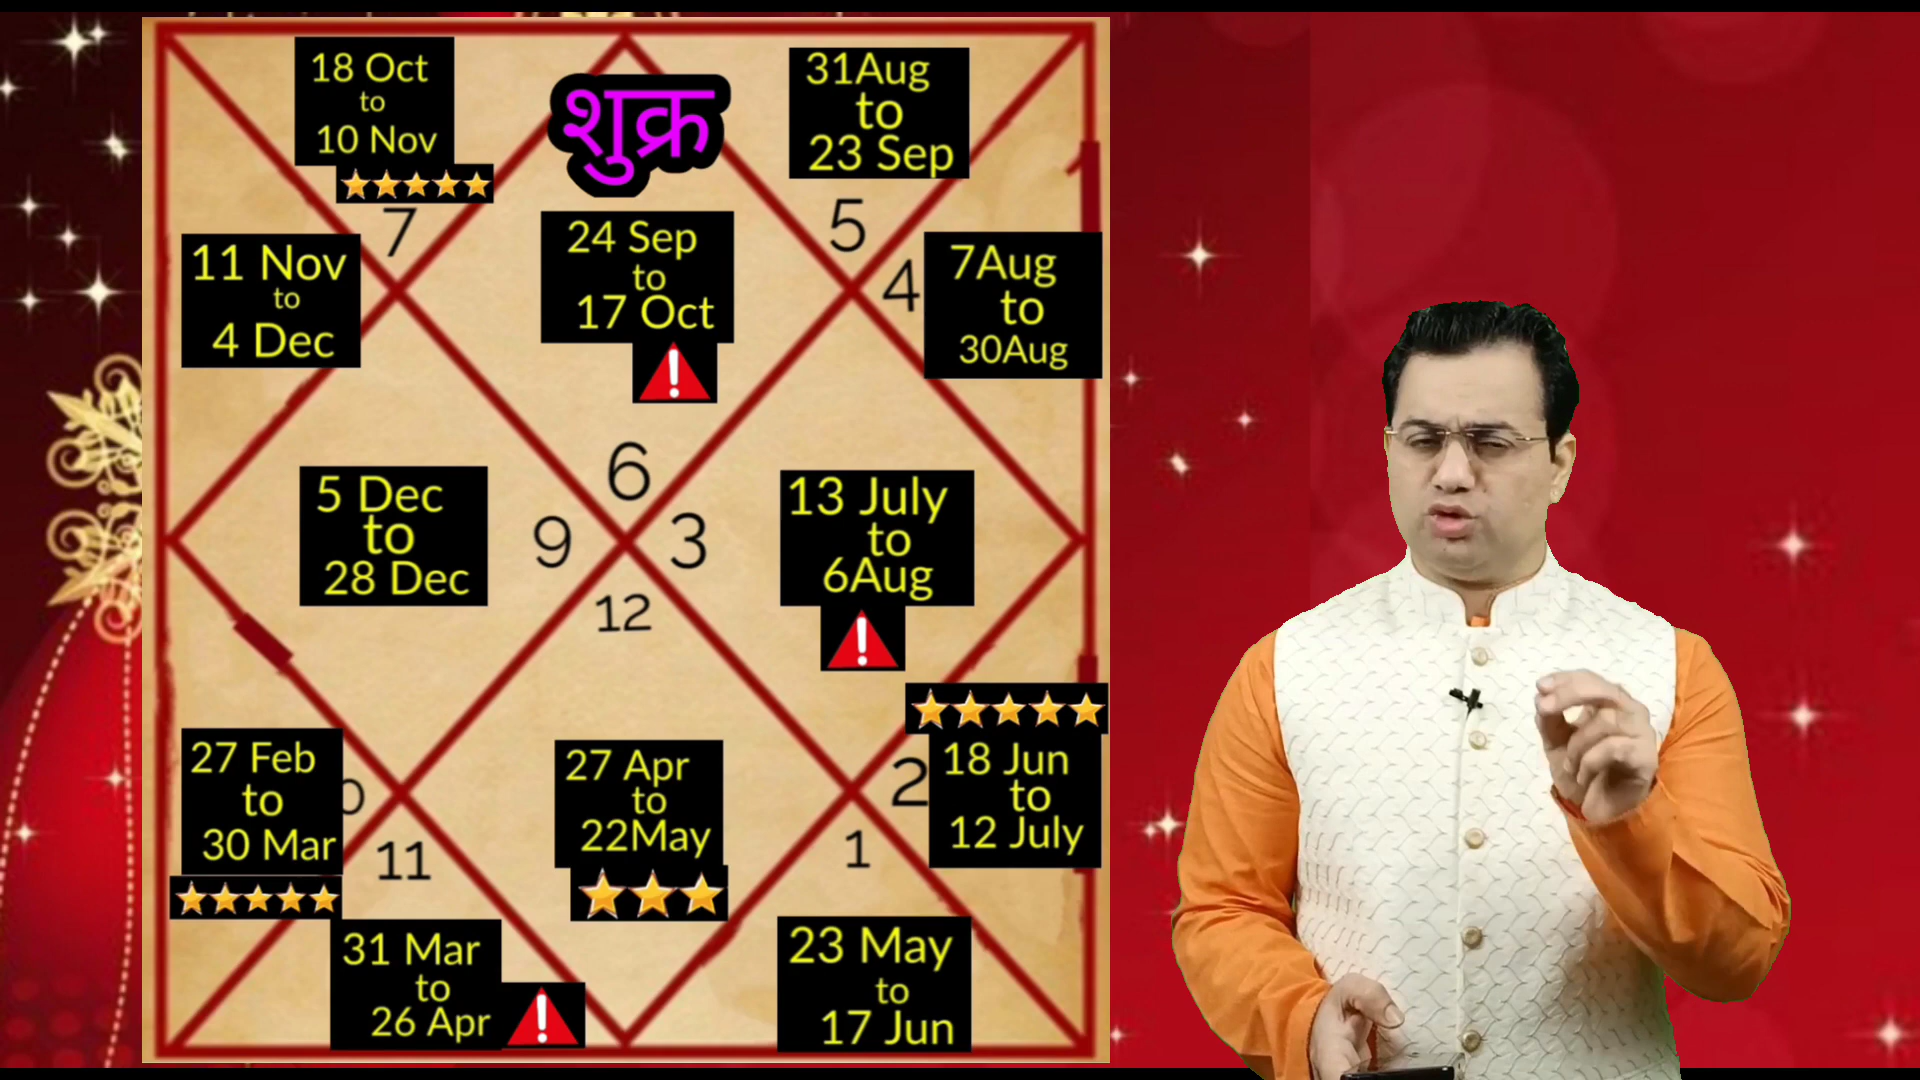 18 Oct
to
10 Nov
7
शुक्र
31Aug
to
23 Sep
5
11 Nov
to
4 Dec
24 Sep
to
17 Oct
4
7Aug
to
30Aug
6
5 Dec
to
28 Dec
9
3
13 July
to
6Aug
12
27 Feb
to
30 Mar
0
11
27 Apr
to
22May
2
18 Jun
to
12 July
1
31 Mar
to
26 Apr
23 May
to
17 Jun